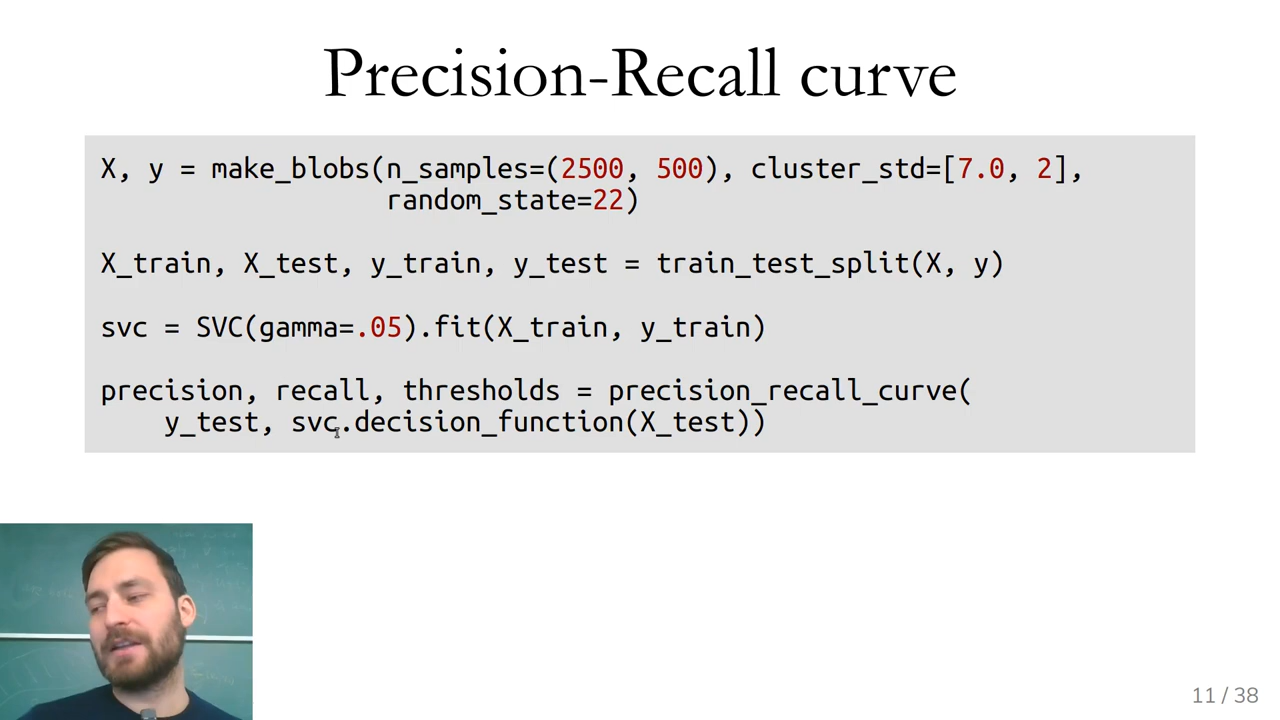 Precision-Recall curve
X, y = make_blobs(n_samples=(2500, 500), cluster_std=[7.0, 2],
random_state=22)
X_train, X_test, y_train, y_test = train_test_split(X, y)
svc = SVC(gamma=.05).fit(X_train, y_train)
precision, recall, thresholds = precision_recall_curve(
y_test, svc.decision_function(X_test))
11 / 38